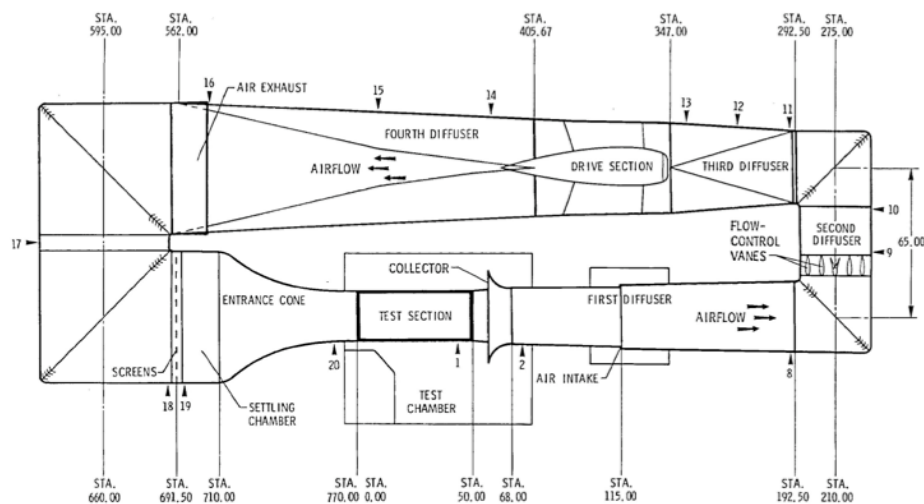 STA.
595.00
STA.
562.00
STA.
405.67
STA.
347.00
STA.
292.50
STA.
275.00
16
AIR EXHAUST
15
14
13
12
11
FOURTH DIFFUSER
AIRFLOW
DRIVE SECTION
THIRD DIFFUSER
10
17
FLOW-
CONTROL
VANES
SECOND
DIFFUSER
65.00
9
COLLECTOR
ENTRANCE CONE
TEST SECTION
FIRST DIFFUSER
AIRFLOW
SCREENS
20
1
2
AIR INTAKE
8
18
19
SETTLING
CHAMBER
TEST
CHAMBER
STA.
660.00
STA.
691.50
STA.
710.00
STA.
770.00
STA.
0.00
STA.
50.00
STA.
68.00
STA.
115.00
STA.
192.50
STA.
210.00